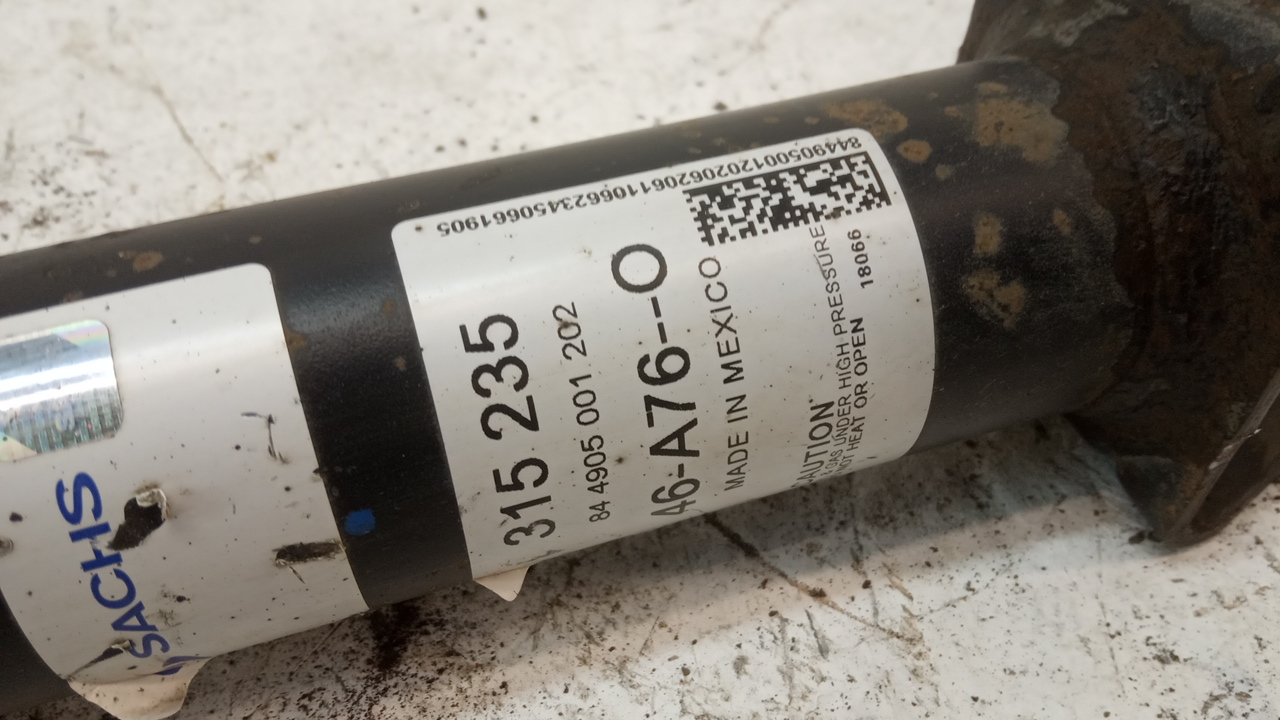 SACHS
315 235
84 4905 001 202
46-A76--O
MADE IN MEXICO
CAUTION
GAS UNDER HIGH PRESSURE
NOT HEAT OR OPEN 18066